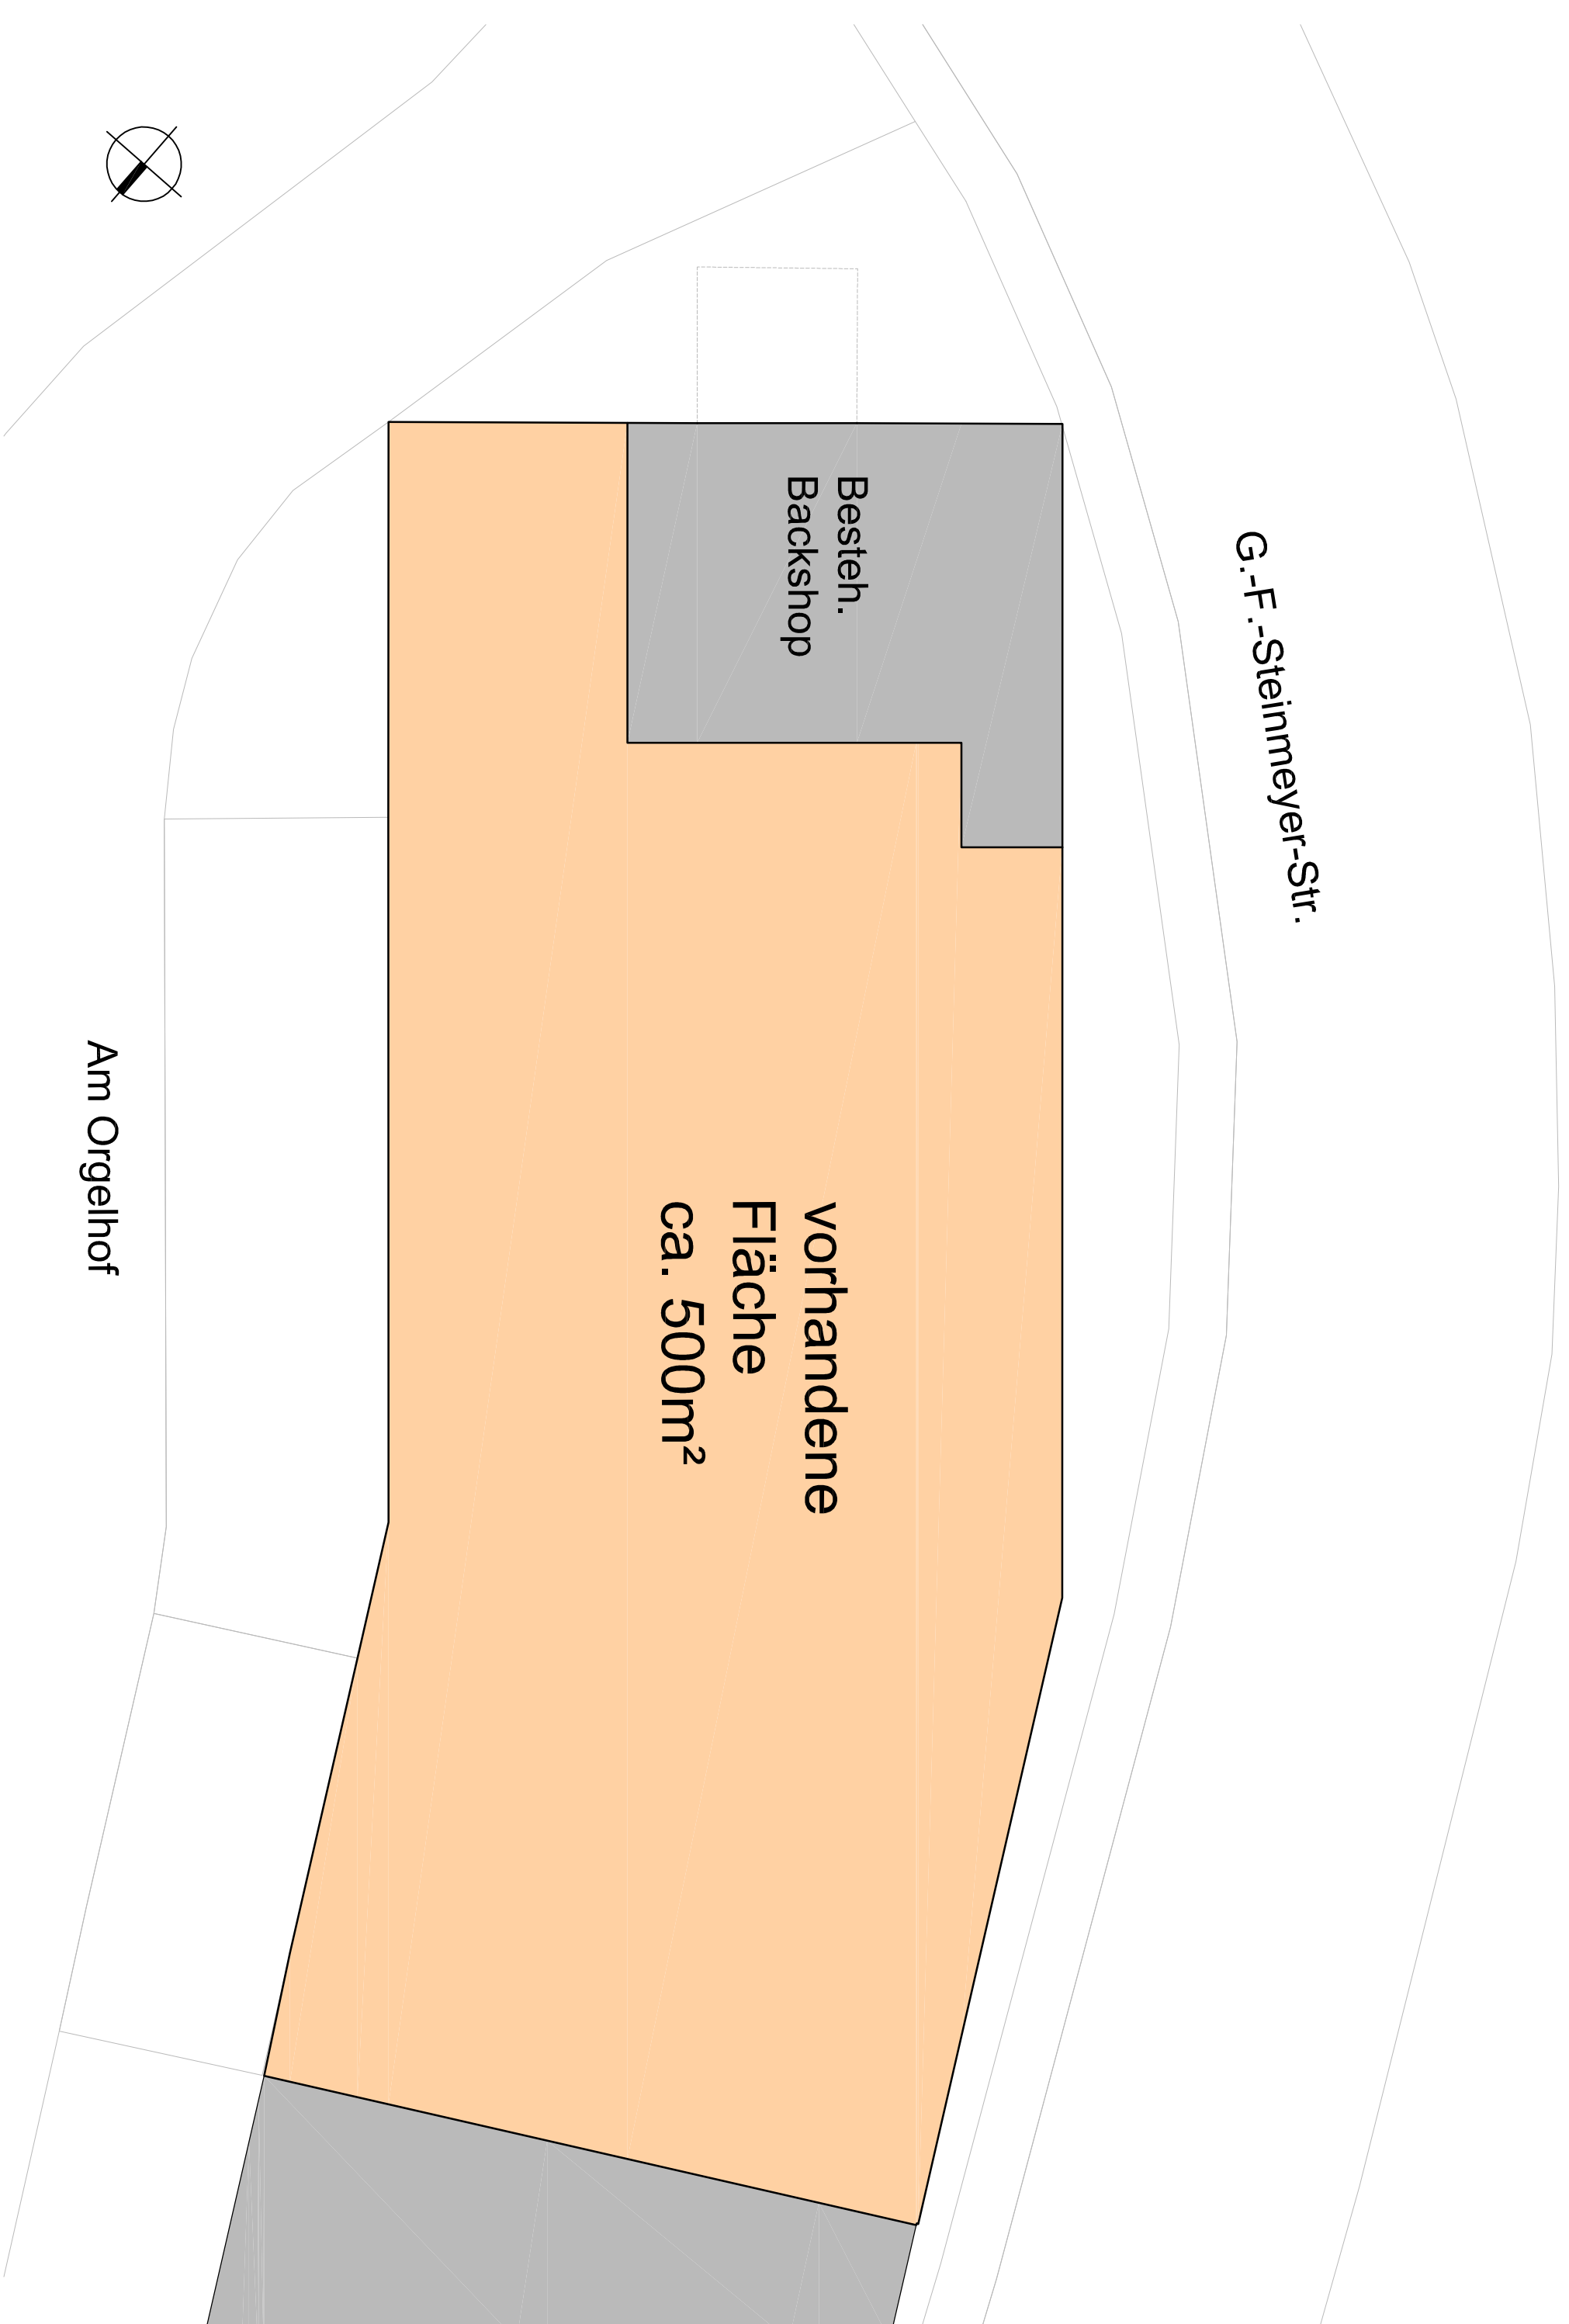 Besteh.
Backshop
G.-F.-Steinmeyer-Str.
Am Orgelhof
vorhandene
Fläche
ca. 500m²